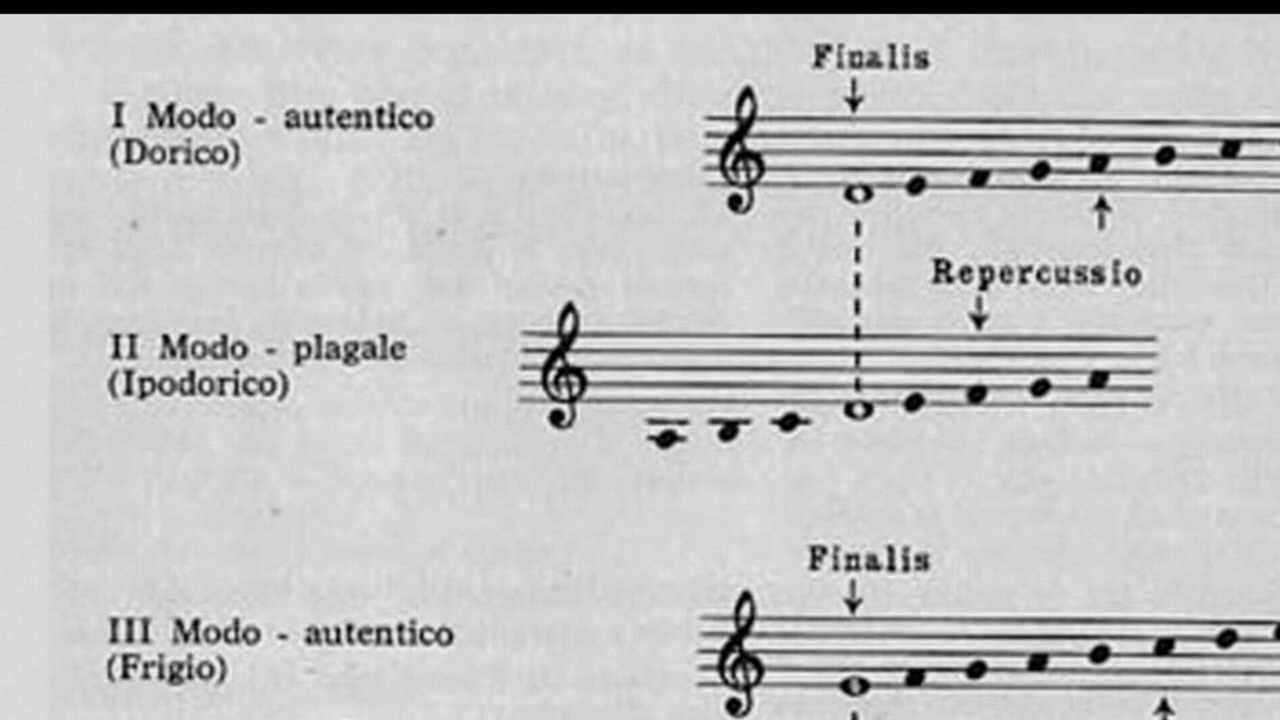 Finalis
I Modo - autentico
(Dorico)
Repercussio
II Modo - plagale
(Ipodorico)
Finalis
III Modo - autentico
(Frigio)